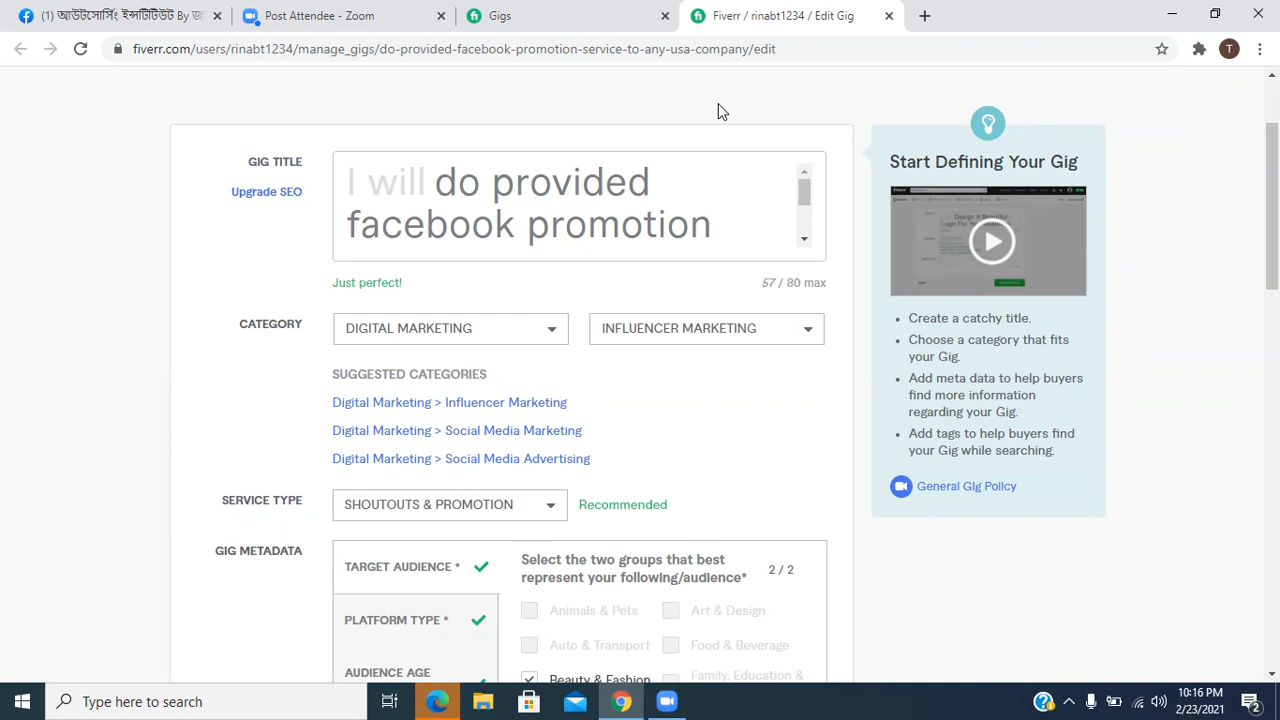 (1) আউটসোর্সিং ইন্সটিটিউট By জ
Post Attendee - Zoom
Gigs
Fiverr / rinabt1234 / Edit Gig
fiverr.com/users/rinabt1234/manage_gigs/do-provided-facebook-promotion-service-to-any-usa-company/edit
T
GIG TITLE
Upgrade SEO
I will do provided
facebook promotion
Just perfect!
57 / 80 max
CATEGORY
DIGITAL MARKETING
INFLUENCER MARKETING
SUGGESTED CATEGORIES
Digital Marketing > Influencer Marketing
Digital Marketing > Social Media Marketing
Digital Marketing > Social Media Advertising
SERVICE TYPE
SHOUTOUTS & PROMOTION
Recommended
GIG METADATA
TARGET AUDIENCE *
PLATFORM TYPE *
AUDIENCE AGE
Select the two groups that best
represent your following/audience*
2 / 2
Animals & Pets
Art & Design
Auto & Transport
Food & Beverage
Beauty & Fashion
Family, Education &
Start Defining Your Gig
Create a catchy title.
Choose a category that fits
your Gig.
Add meta data to help buyers
find more information
regarding your Gig.
Add tags to help buyers find
your Gig while searching.
General Gig Policy
Type here to search
10:16 PM
2/23/2021
2